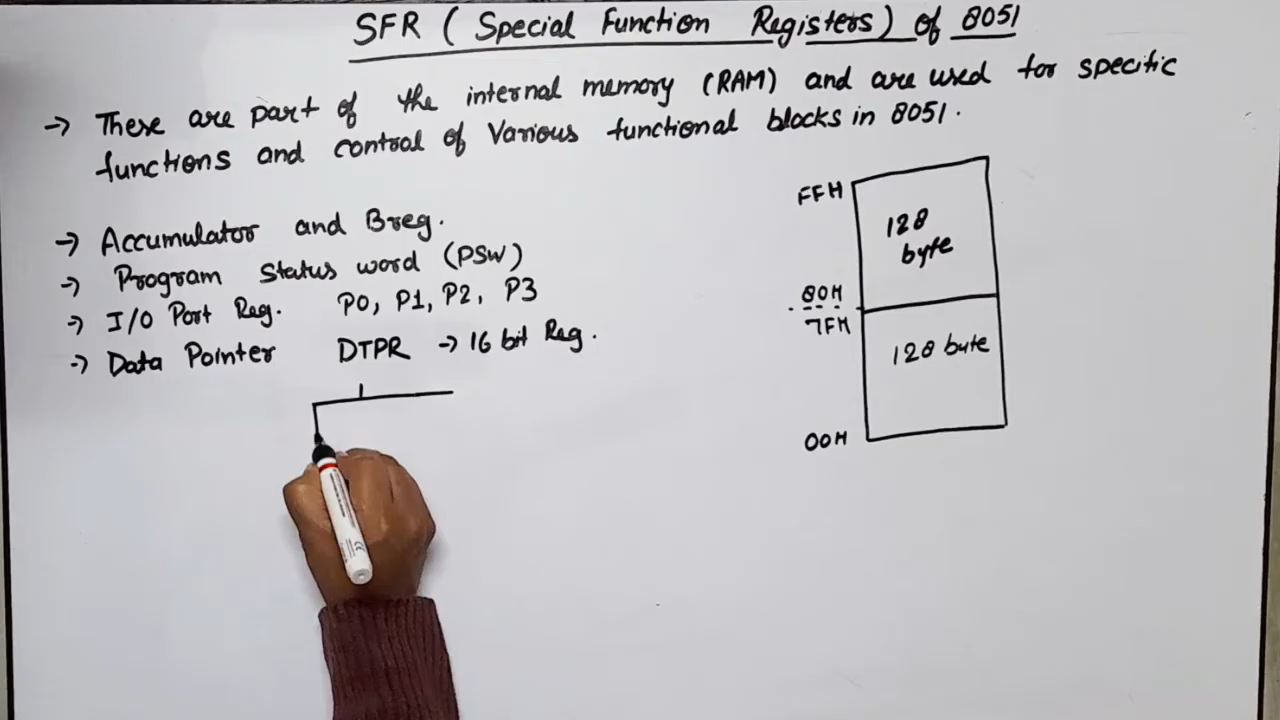 SFR ( Special Function Registers ) of 8051
→ These are part of the internal memory (RAM) and are used for specific
functions and control of Various functional blocks in 8051.
→ Accumulator and B reg.
→ Program Status word (PSW)
→ I/O Port Reg. P0, P1, P2, P3
→ Data Pointer DTPR → 16 bit Reg.
FFH
128
byte
80H
7FH
128 byte
00H